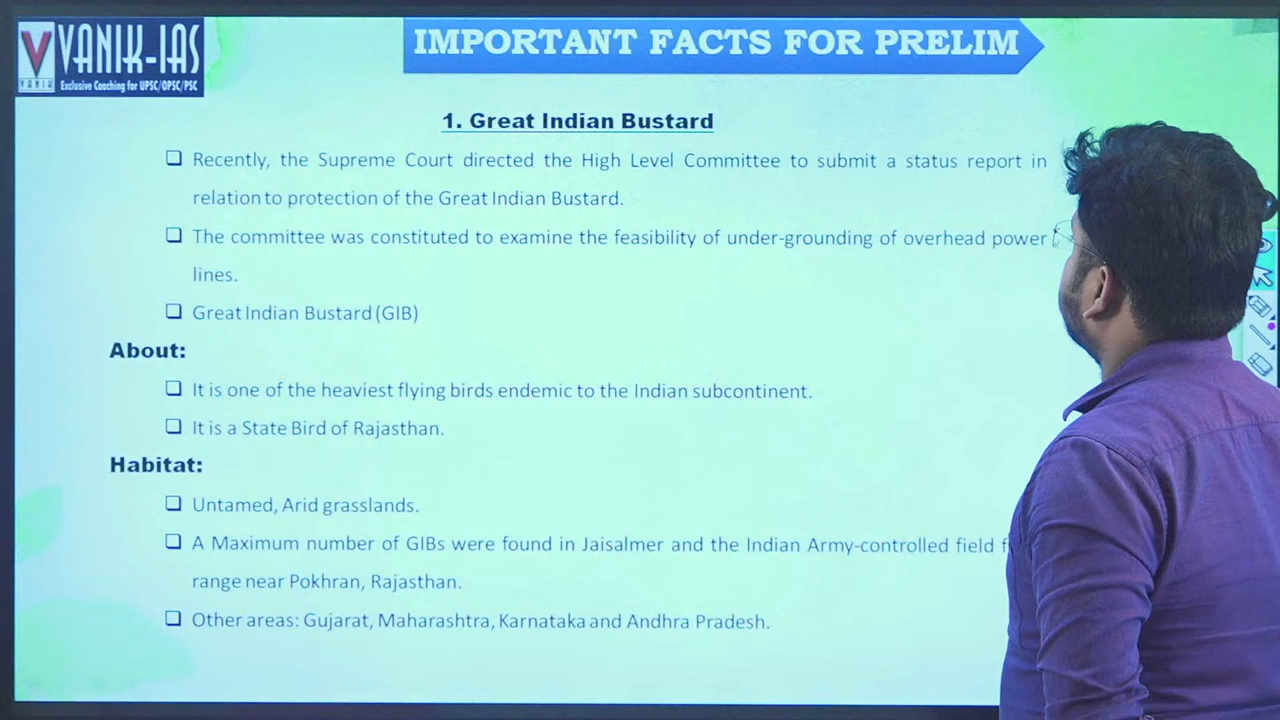 VANIK-IAS
VANIK
Exclusive Coaching for UPSC/OPSC/PSC
IMPORTANT FACTS FOR PRELIM
1. Great Indian Bustard
❑ Recently, the Supreme Court directed the High Level Committee to submit a status report in
relation to protection of the Great Indian Bustard.
❑ The committee was constituted to examine the feasibility of under-grounding of overhead power
lines.
❑ Great Indian Bustard (GIB)
About:
❑ It is one of the heaviest flying birds endemic to the Indian subcontinent.
❑ It is a State Bird of Rajasthan.
Habitat:
❑ Untamed, Arid grasslands.
❑ A Maximum number of GIBs were found in Jaisalmer and the Indian Army-controlled field
range near Pokhran, Rajasthan.
❑ Other areas: Gujarat, Maharashtra, Karnataka and Andhra Pradesh.